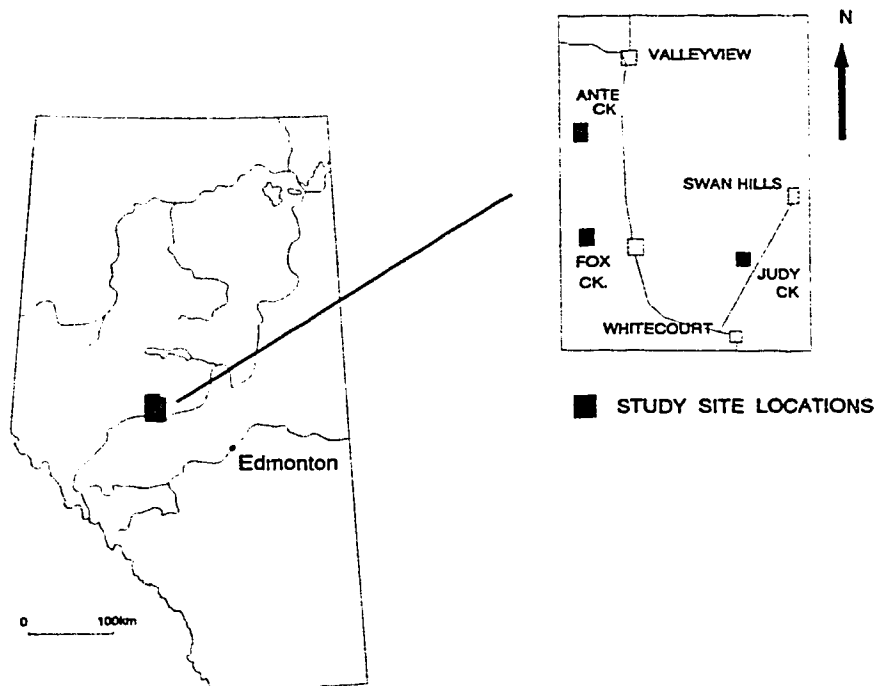 N
VALLEYVIEW
ANTE
CK
SWAN HILLS
FOX
CK.
JUDY
CK
WHITECOURT
STUDY SITE LOCATIONS
Edmonton
0 100km